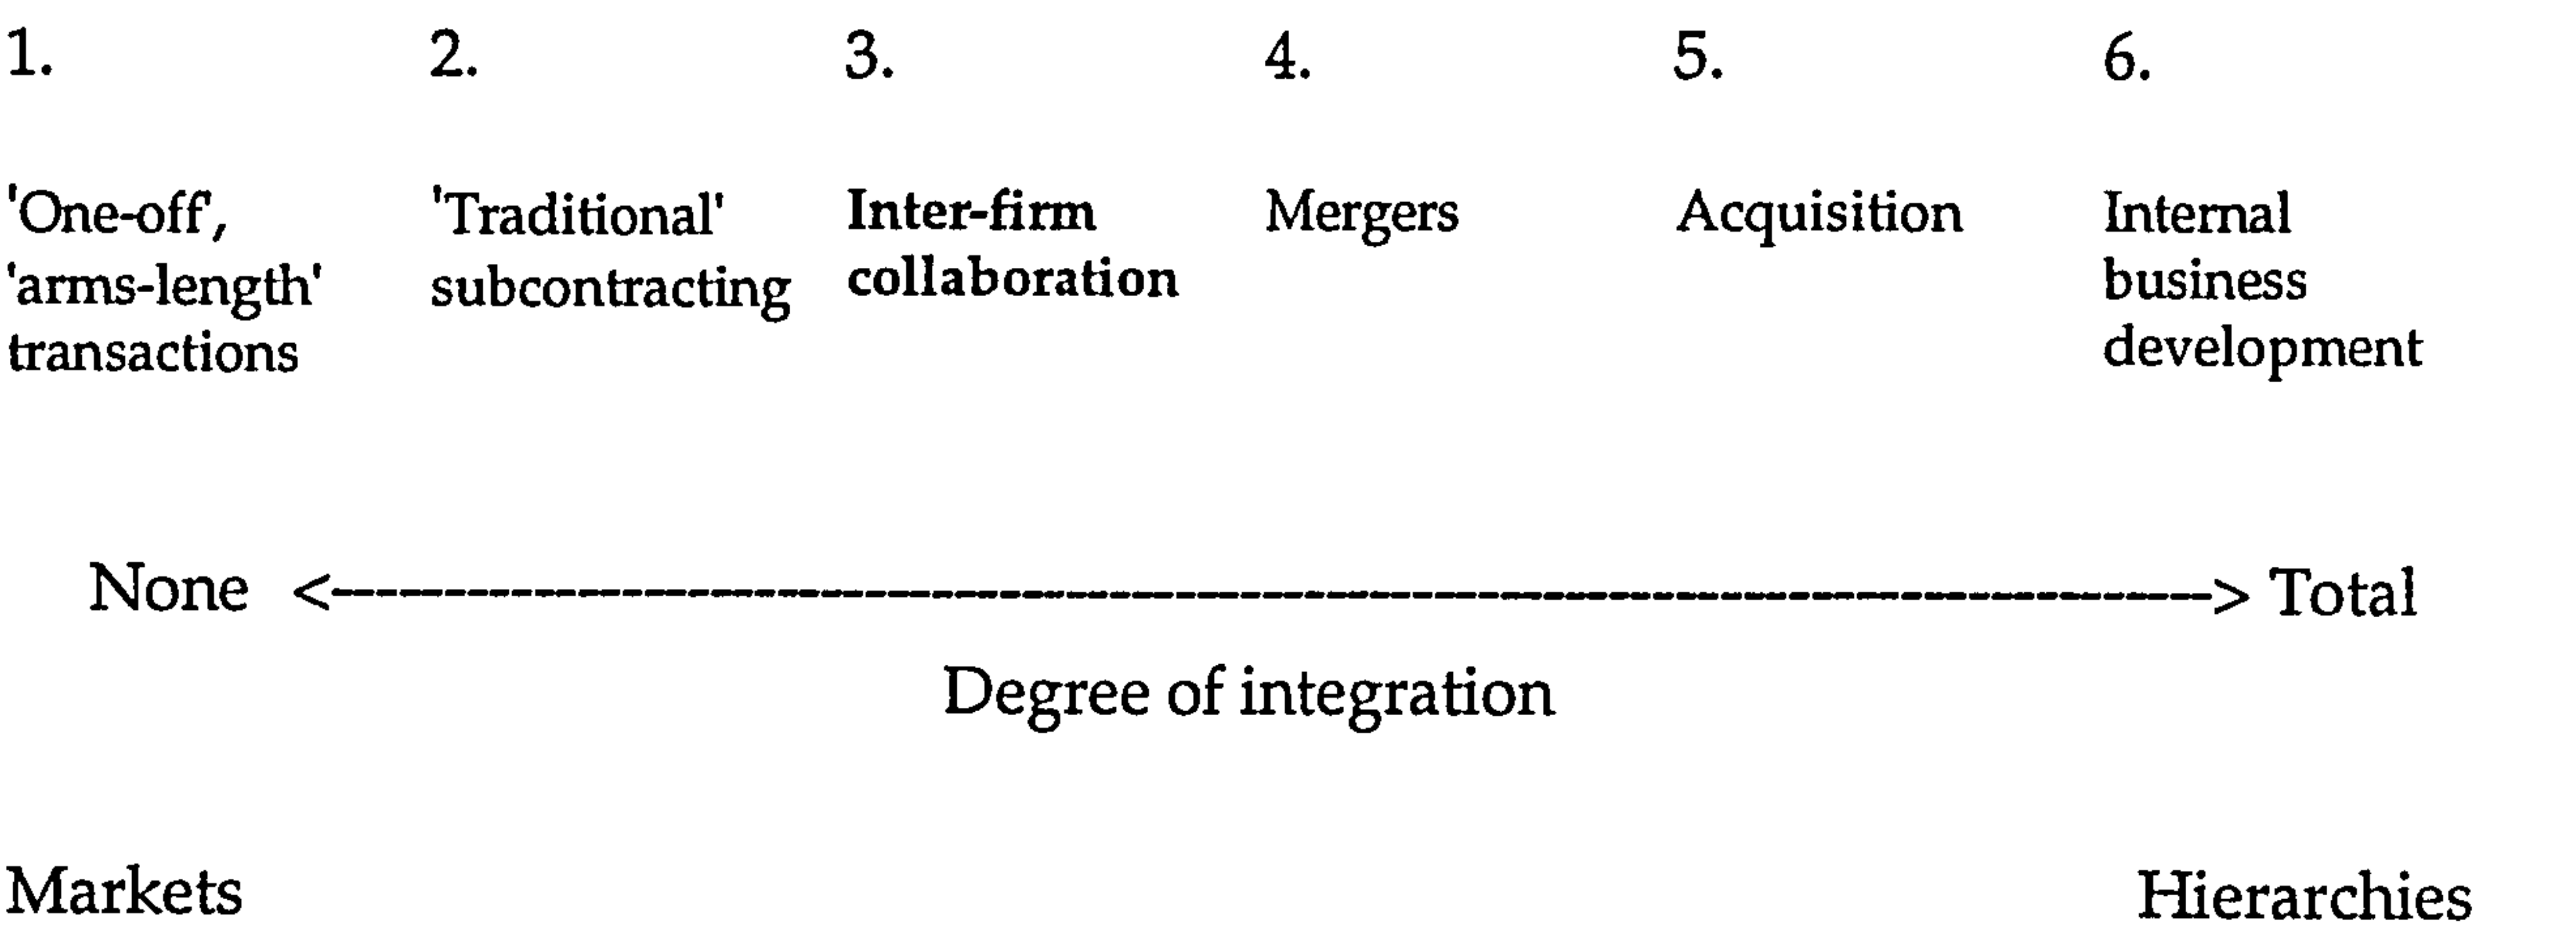 1. 2. 3. 4. 5. 6.
'One-off', 'Traditional' Inter-firm Mergers Acquisition Internal
'arms-length' subcontracting collaboration business
transactions development
None <--------------------------------------------------> Total
Degree of integration
Markets Hierarchies